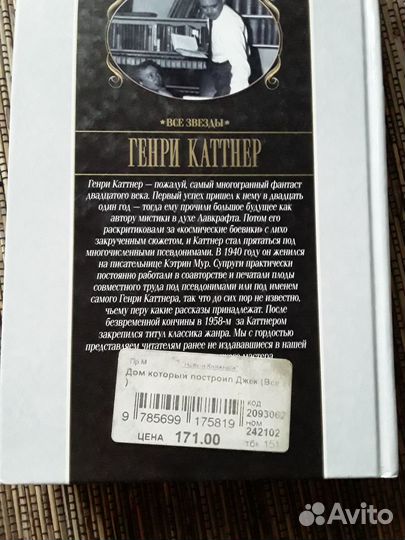 ★ВСЕ ЗВЕЗДЫ★
ГЕНРИ КАТТНЕР
Генри Каттнер — пожалуй, самый многогранный фантаст
двадцатого века. Первый успех пришел к нему в двадцать
один год — тогда ему прочили большое будущее как
автору мистики в духе Лавкрафта. Потом его
раскритиковали за «космические боевики» с лихо
закрученным сюжетом, и Каттнер стал прятаться под
многочисленными псевдонимами. В 1940 году он женился
на писательнице Кэтрин Мур. Супруги практически
постоянно работали в соавторстве и печатали плоды
совместного труда под псевдонимами или под именем
самого Генри Каттнера, так что до сих пор не известно,
чьему перу какие рассказы принадлежат. После
безвременной кончины в 1958-м за Каттнером
закрепился титул классика жанра. Мы с гордостью
представляем читателям ранее не издававшиеся в нашей
мастера
Пр.М
Дом который построил Джек (Все
)
код
2093062
ном
242102
9 785699 175819
ЦЕНА 171.00
тбк 151
Avito